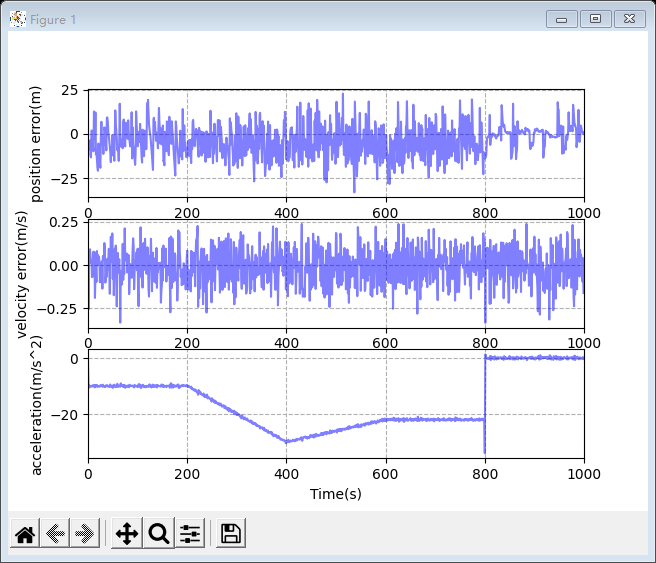 Figure 1
position error(m)
25
0
−25
0 200 400 600 800 1000
velocity error(m/s)
0.25
0.00
−0.25
0 200 400 600 800 1000
acceleration(m/s^2)
0
−20
0 200 400 600 800 1000
Time(s)